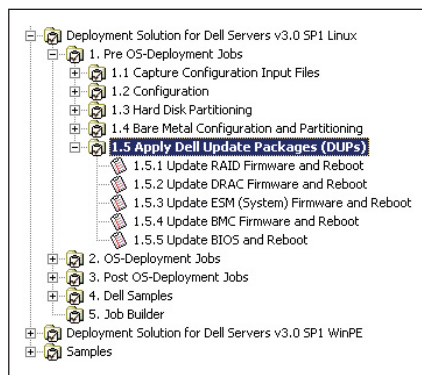 Deployment Solution for Dell Servers v3.0 SP1 Linux
1. Pre OS-Deployment Jobs
1.1 Capture Configuration Input Files
1.2 Configuration
1.3 Hard Disk Partitioning
1.4 Bare Metal Configuration and Partitioning
1.5 Apply Dell Update Packages (DUPs)
1.5.1 Update RAID Firmware and Reboot
1.5.2 Update DRAC Firmware and Reboot
1.5.3 Update ESM (System) Firmware and Reboot
1.5.4 Update BMC Firmware and Reboot
1.5.5 Update BIOS and Reboot
2. OS-Deployment Jobs
3. Post OS-Deployment Jobs
4. Dell Samples
5. Job Builder
Deployment Solution for Dell Servers v3.0 SP1 WinPE
Samples